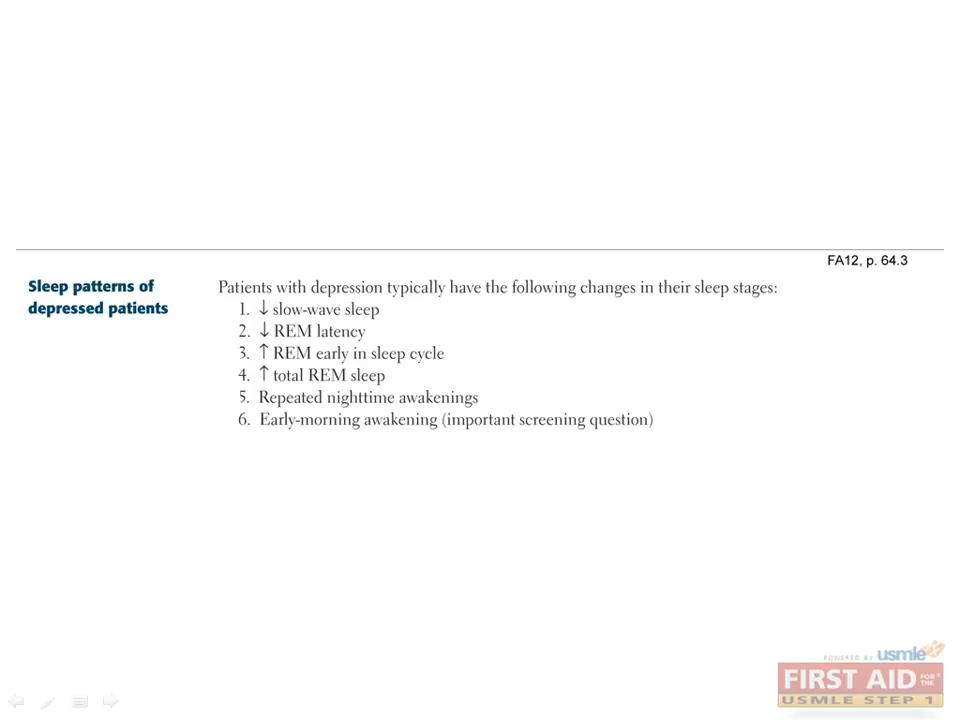 FA12, p. 64.3
Sleep patterns of
depressed patients
Patients with depression typically have the following changes in their sleep stages:
1. ↓ slow-wave sleep
2. ↓ REM latency
3. ↑ REM early in sleep cycle
4. ↑ total REM sleep
5. Repeated nighttime awakenings
6. Early-morning awakening (important screening question)
POWERED BY usmle
FIRST AID FOR THE
USMLE STEP 1